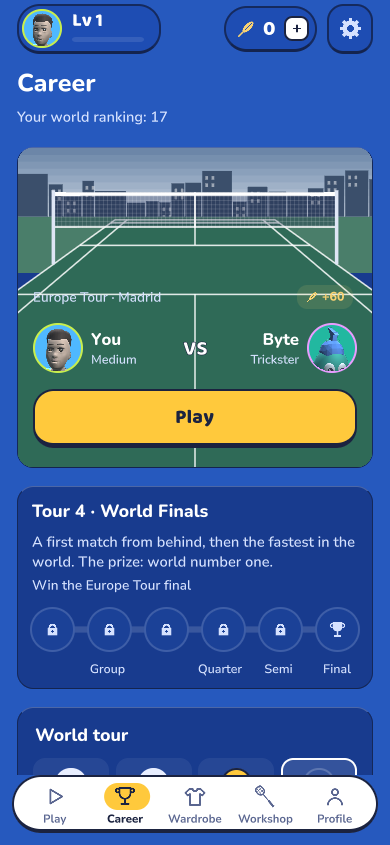 Lv 1
0
+
Career
Your world ranking: 17
Europe Tour · Madrid
+60
You
Medium
VS
Byte
Trickster
Play
Tour 4 · World Finals
A first match from behind, then the fastest in the
world. The prize: world number one.
Win the Europe Tour final
Group
Quarter
Semi
Final
World tour
Play
Career
Wardrobe
Workshop
Profile